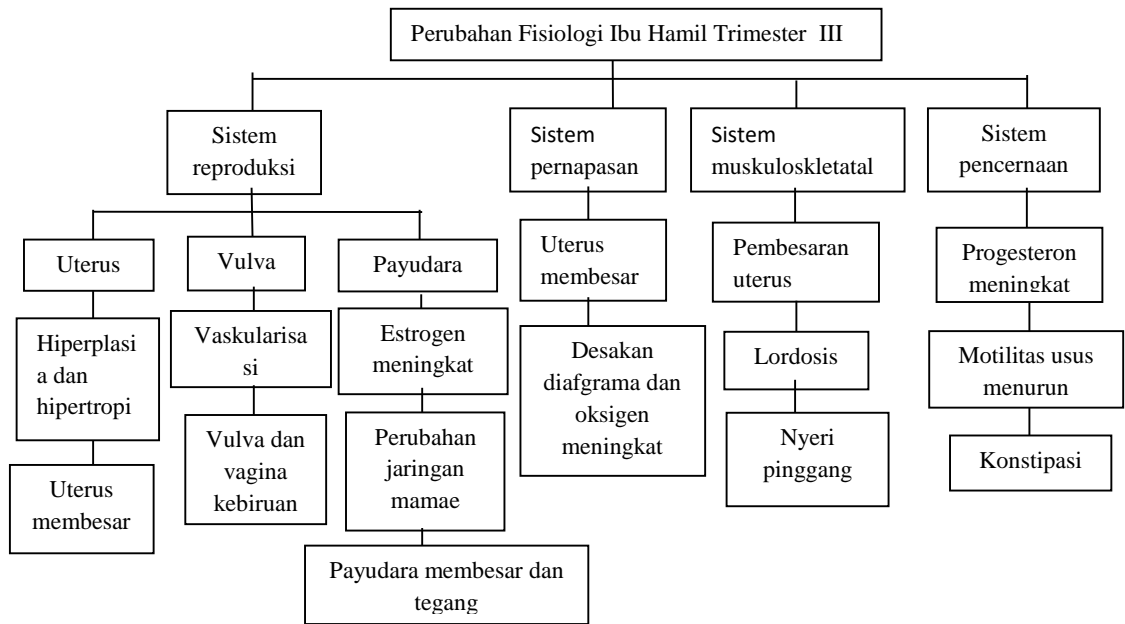 Perubahan Fisiologi Ibu Hamil Trimester III
Sistem
reproduksi
Sistem
pernapasan
Sistem
muskuloskletatal
Sistem
pencernaan
Uterus
Vulva
Payudara
Uterus
membesar
Pembesaran
uterus
Progesteron
meningkat
Hiperplasi
a dan
hipertropi
Vaskularisa
si
Estrogen
meningkat
Desakan
diafgrama dan
oksigen
meningkat
Lordosis
Motilitas usus
menurun
Uterus
membesar
Vulva dan
vagina
kebiruan
Perubahan
jaringan
mamae
Nyeri
pinggang
Konstipasi
Payudara membesar dan
tegang